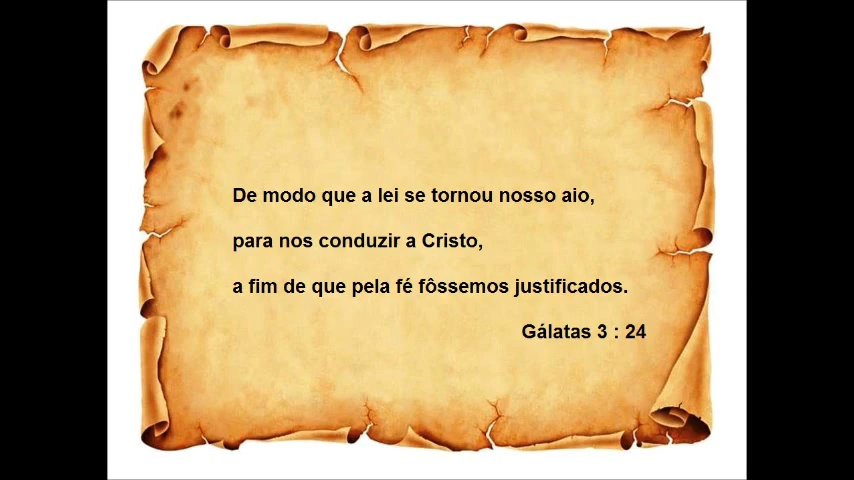 De modo que a lei se tornou nosso aio,
para nos conduzir a Cristo,
a fim de que pela fé fôssemos justificados.
Gálatas 3 : 24